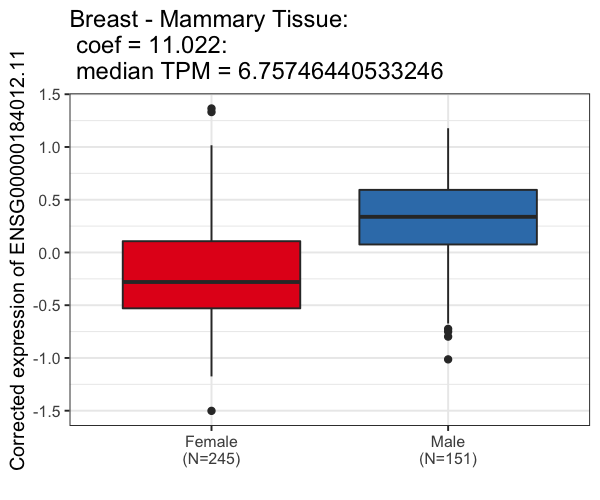 Breast - Mammary Tissue:
coef = 11.022:
median TPM = 6.75746440533246
Corrected expression of ENSG00000184012.11
1.5
1.0
0.5
0.0
-0.5
-1.0
-1.5
Female
(N=245)
Male
(N=151)